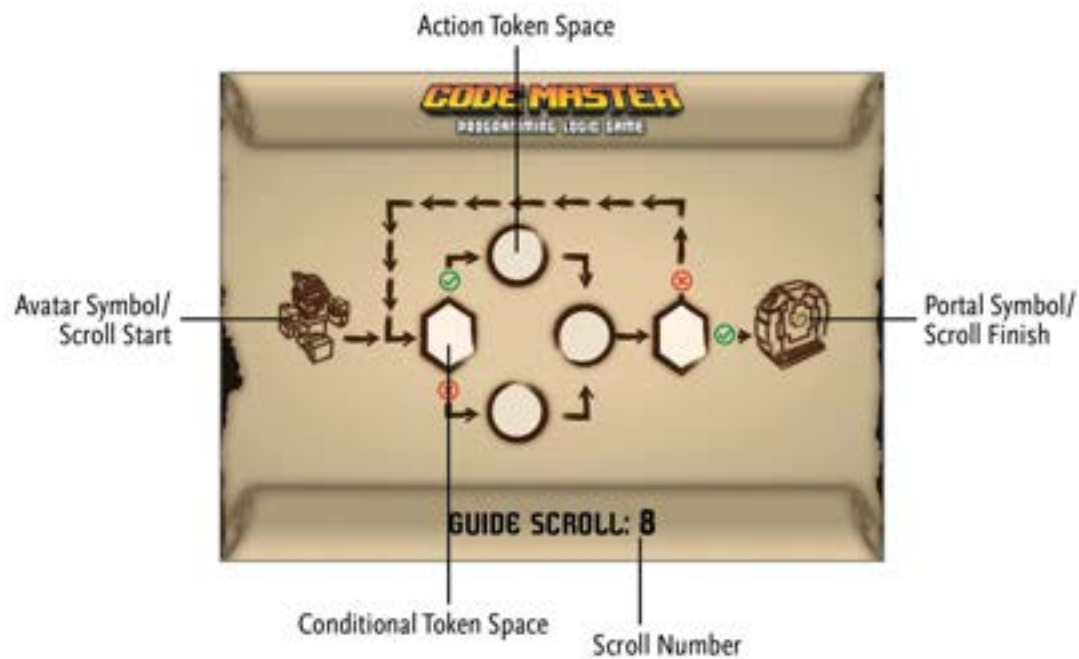 Action Token Space
CODE MASTER
PROGRAMMING LOGIC GAME
Avatar Symbol/
Scroll Start
Portal Symbol/
Scroll Finish
GUIDE SCROLL: 8
Conditional Token Space
Scroll Number